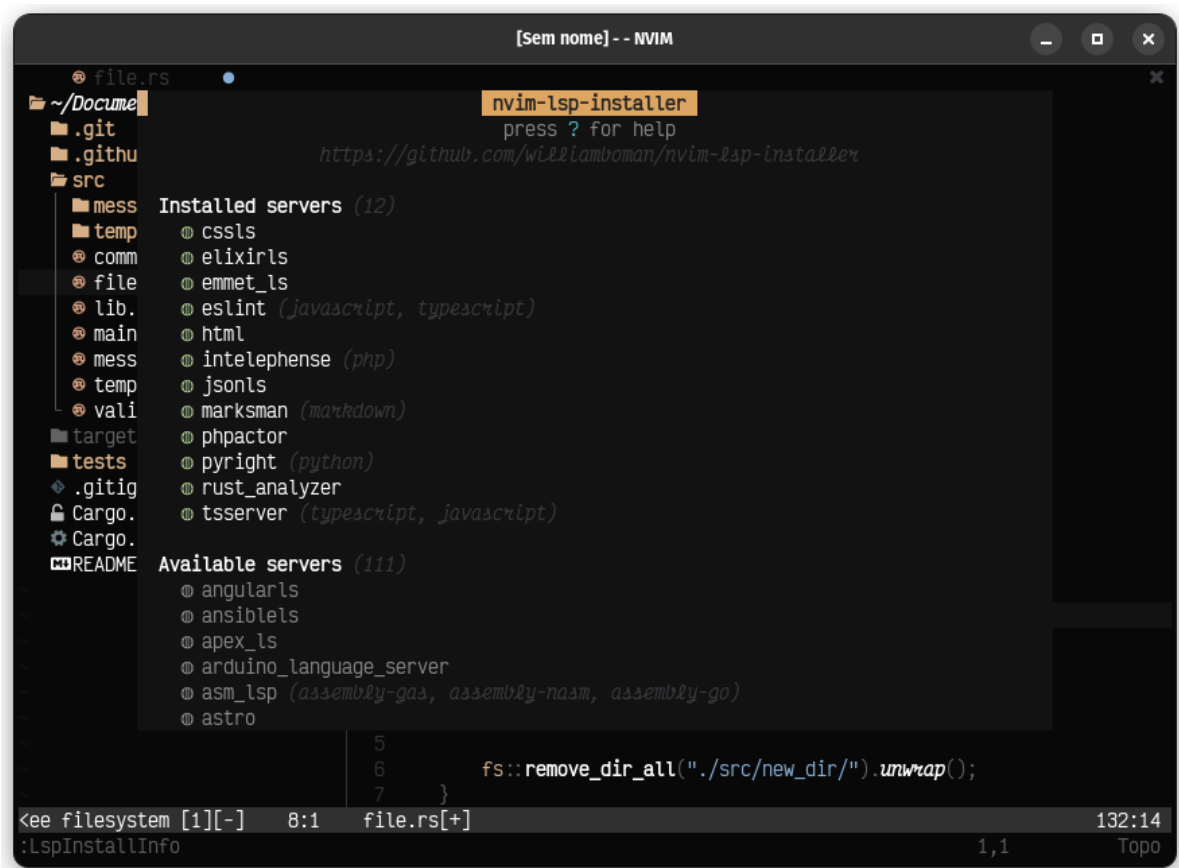 [Sem nome] - - NVIM
file.rs
~/Docume
nvim-lsp-installer
.git
press ? for help
.githu
https://github.com/williamboman/nvim-lsp-installer
src
mess
Installed servers (12)
temp
cssls
comm
elixirls
file
emmet_ls
lib.
eslint (javascript, typescript)
main
html
mess
intelephense (php)
temp
jsonls
vali
marksman (markdown)
target
phpactor
tests
pyright (python)
.gitig
rust_analyzer
Cargo.
tsserver (typescript, javascript)
Cargo.
README
Available servers (111)
angularls
ansiblels
apex_ls
arduino_language_server
asm_lsp (assembly-gas, assembly-nasm, assembly-go)
astro
5
6 fs::remove_dir_all("./src/new_dir/").unwrap();
7 }
<ee filesystem [1][-] 8:1 file.rs[+] 132:14
:LspInstallInfo 1,1 Topo